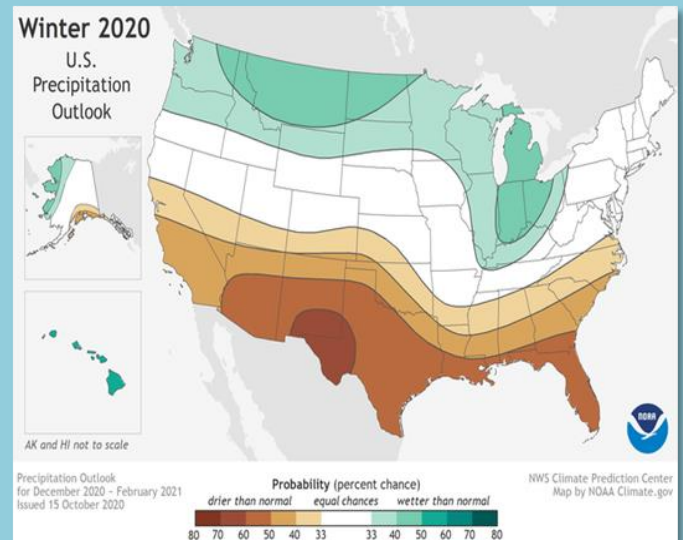 Winter 2020
U.S.
Precipitation
Outlook
AK and HI not to scale
NOAA
Precipitation Outlook
for December 2020 - February 2021
Issued 15 October 2020
Probability (percent chance)
drier than normal equal chances wetter than normal
80 70 60 50 40 33 33 40 50 60 70 80
NWS Climate Prediction Center
Map by NOAA Climate.gov